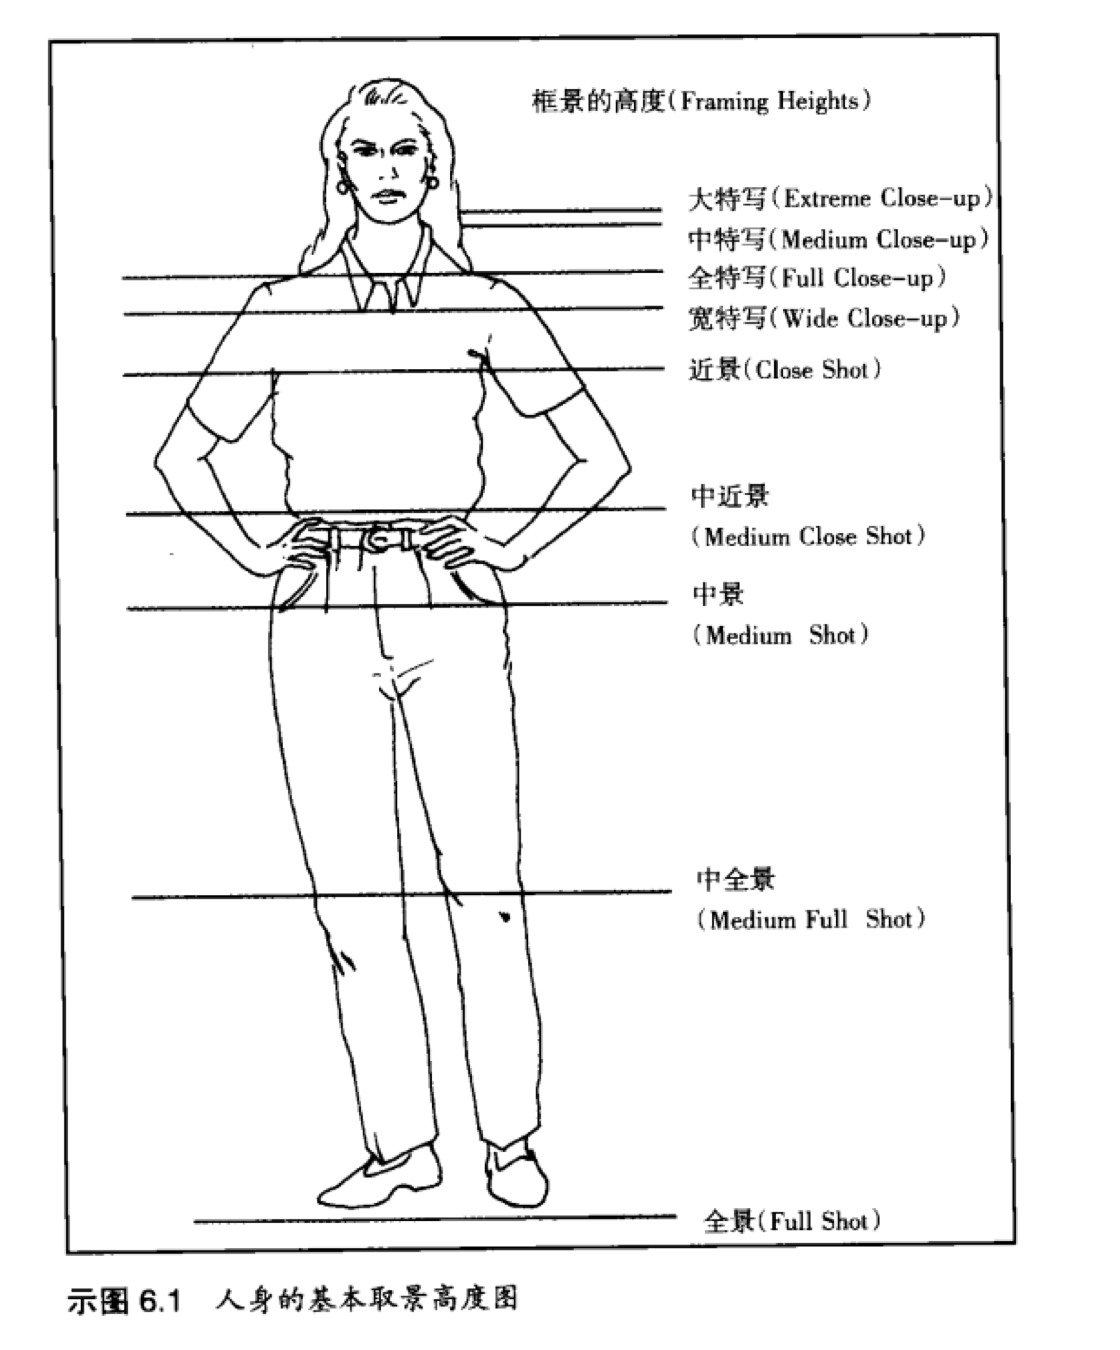 框景的高度(Framing Heights)
大特写(Extreme Close-up)
中特写(Medium Close-up)
全特写(Full Close-up)
宽特写(Wide Close-up)
近景(Close Shot)
中近景
(Medium Close Shot)
中景
(Medium Shot)
中全景
(Medium Full Shot)
全景(Full Shot)
示图 6.1 人身的基本取景高度图